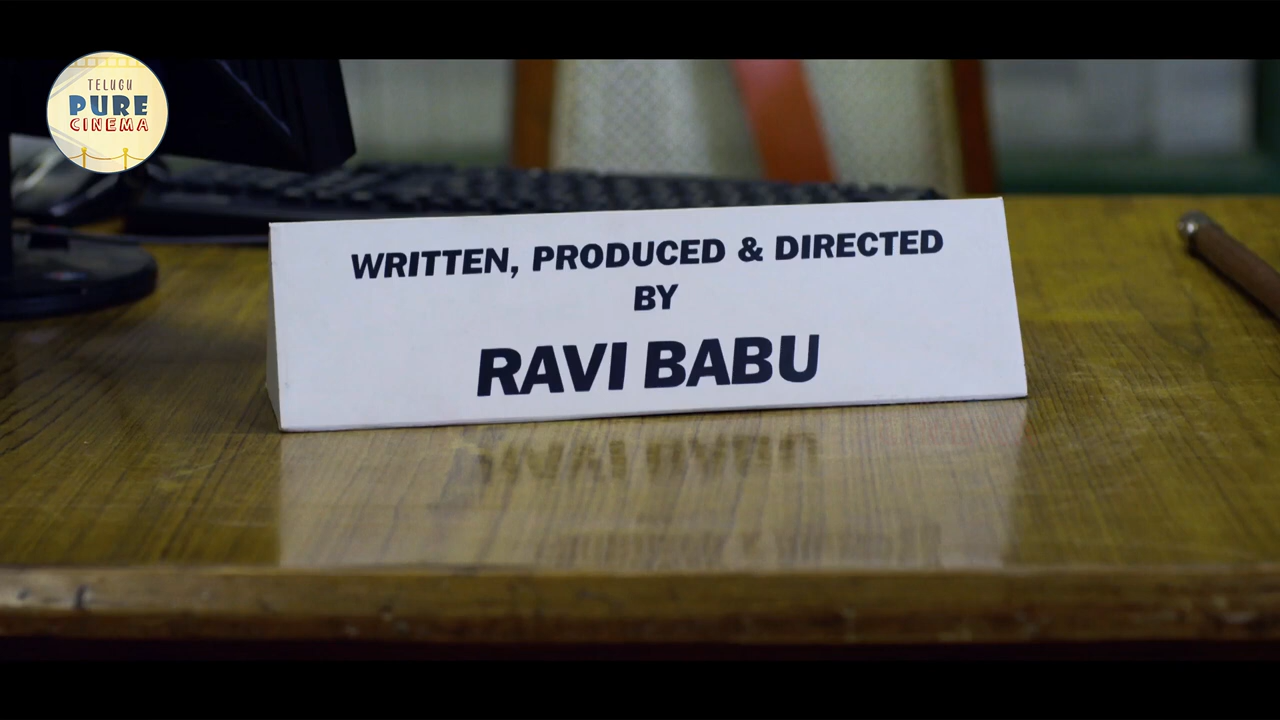 TELUGU
PURE
CINEMA
WRITTEN, PRODUCED & DIRECTED
BY
RAVI BABU